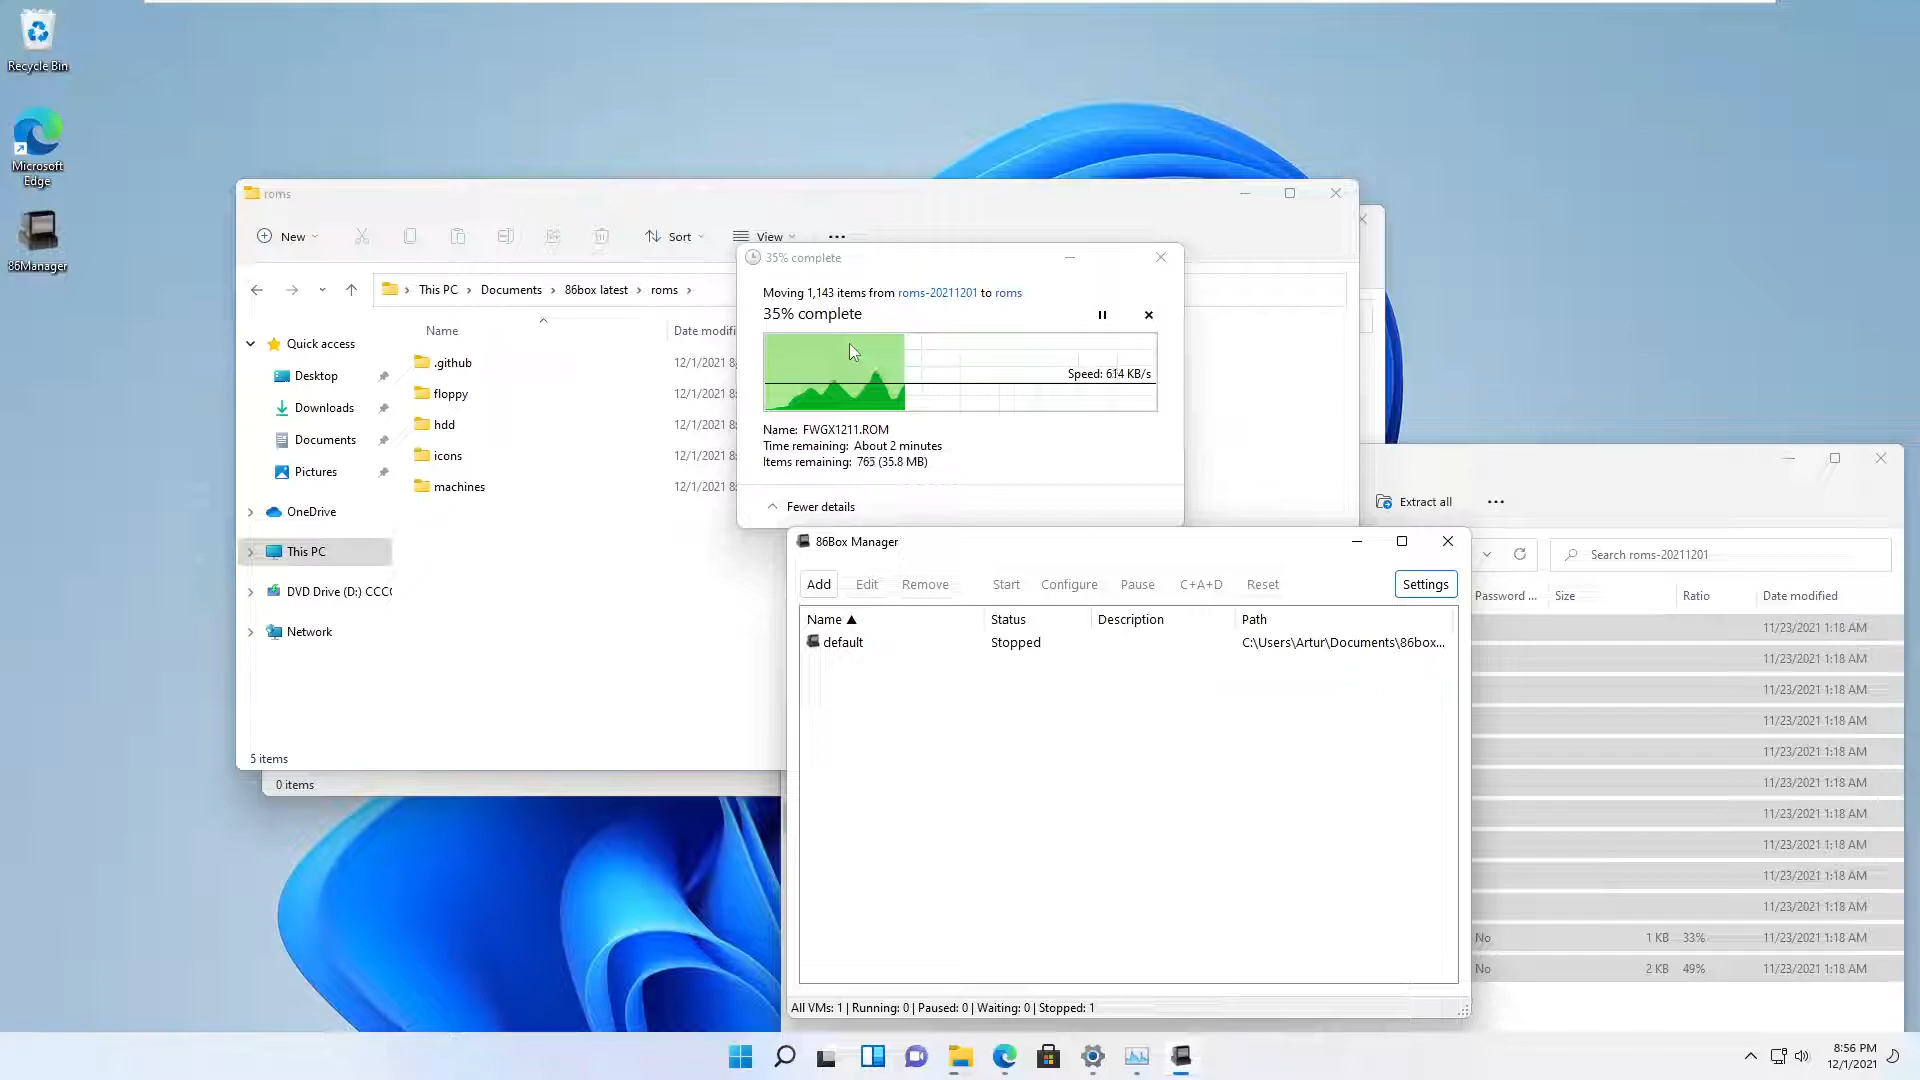 Recycle Bin
Microsoft
Edge
86Manager
roms
New
Sort
View
This PC
Documents
86box latest
roms
Name
Date modifi
Quick access
Desktop
Downloads
Documents
Pictures
OneDrive
This PC
DVD Drive (D:) CCC
Network
.github
12/1/2021 8
floppy
12/1/2021 8
hdd
12/1/2021 8
icons
12/1/2021 8
machines
12/1/2021 8
5 items
0 items
35% complete
Moving 1,143 items from roms-20211201 to roms
35% complete
Speed: 614 KB/s
Name: FWGX1211.ROM
Time remaining: About 2 minutes
Items remaining: 765 (35.8 MB)
Fewer details
86Box Manager
Add Edit Remove Start Configure Pause C+A+D Reset Settings
Name Status Description Path
default Stopped C:\Users\Artur\Documents\86box...
All VMs: 1 | Running: 0 | Paused: 0 | Waiting: 0 | Stopped: 1
Extract all
Search roms-20211201
Password ... Size Ratio Date modified
11/23/2021 1:18 AM
11/23/2021 1:18 AM
11/23/2021 1:18 AM
11/23/2021 1:18 AM
11/23/2021 1:18 AM
11/23/2021 1:18 AM
11/23/2021 1:18 AM
11/23/2021 1:18 AM
11/23/2021 1:18 AM
11/23/2021 1:18 AM
No 1 KB 33% 11/23/2021 1:18 AM
No 2 KB 49% 11/23/2021 1:18 AM
8:56 PM
12/1/2021